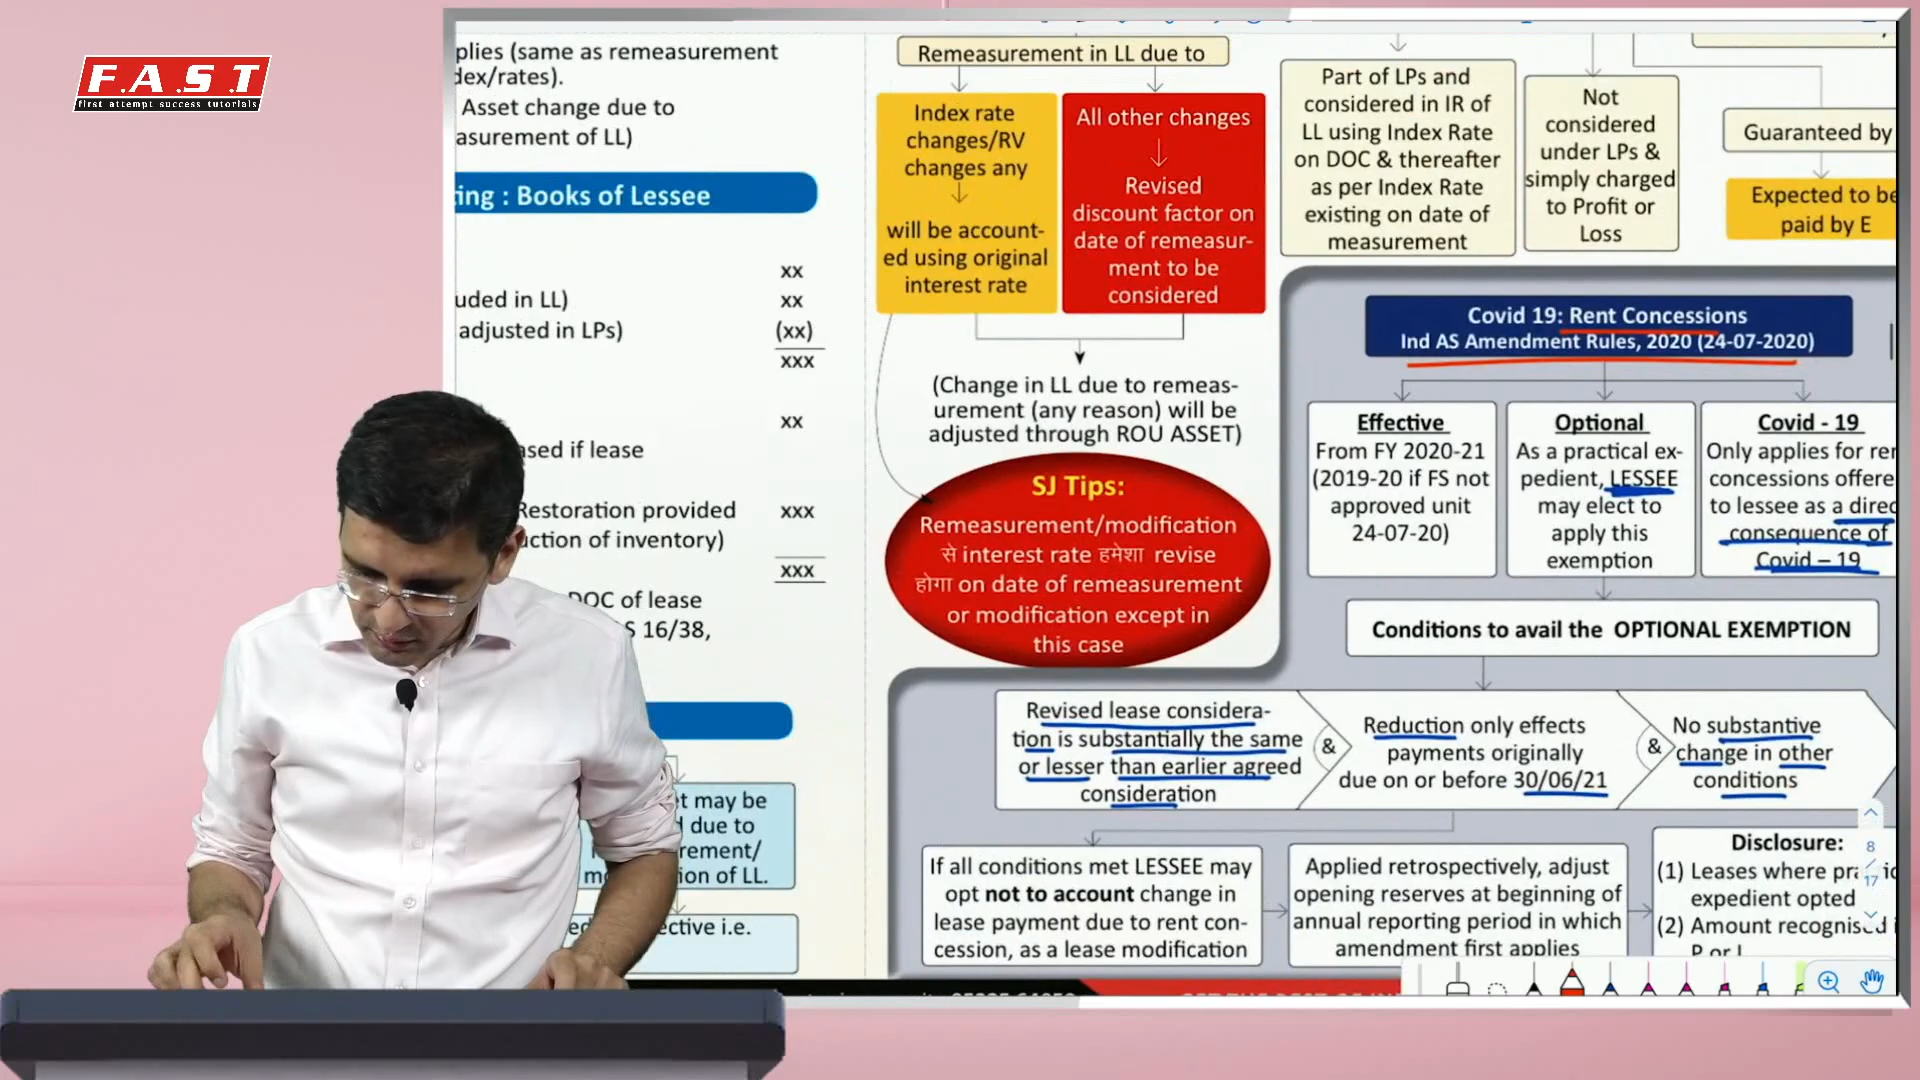 F.A.S.T
first attempt success tutorials
plies (same as remeasurement
dex/rates).
Asset change due to
asurement of LL)
ting : Books of Lessee
xx
uded in LL)
xx
adjusted in LPs)
(xx)
xxx
xx
ased if lease
Restoration provided
xxx
uction of inventory)
xxx
DOC of lease
S 16/38,
et may be
due to
rement/
ion of LL.
ective i.e.
Remeasurement in LL due to
Index rate
changes/RV
changes any
will be account-
ed using original
interest rate
All other changes
Revised
discount factor on
date of remeasur-
ment to be
considered
(Change in LL due to remeas-
urement (any reason) will be
adjusted through ROU ASSET)
SJ Tips:
Remeasurement/modification
से interest rate हमेशा revise
होगा on date of remeasurement
or modification except in
this case
Part of LPs and
considered in IR of
LL using Index Rate
on DOC & thereafter
as per Index Rate
existing on date of
measurement
Not
considered
under LPs &
simply charged
to Profit or
Loss
Guaranteed by
Expected to be
paid by E
Covid 19: Rent Concessions
Ind AS Amendment Rules, 2020 (24-07-2020)
Effective
From FY 2020-21
(2019-20 if FS not
approved unit
24-07-20)
Optional
As a practical ex-
pedient, LESSEE
may elect to
apply this
exemption
Covid - 19
Only applies for ren
concessions offere
to lessee as a direc
consequence of
Covid – 19
Conditions to avail the OPTIONAL EXEMPTION
Revised lease considera-
tion is substantially the same
or lesser than earlier agreed
consideration
&
Reduction only effects
payments originally
due on or before 30/06/21
&
No substantive
change in other
conditions
If all conditions met LESSEE may
opt not to account change in
lease payment due to rent con-
cession, as a lease modification
Applied retrospectively, adjust
opening reserves at beginning of
annual reporting period in which
amendment first applies
Disclosure:
(1) Leases where pra
expedient opted
(2) Amount recognised i
P or L
8
17